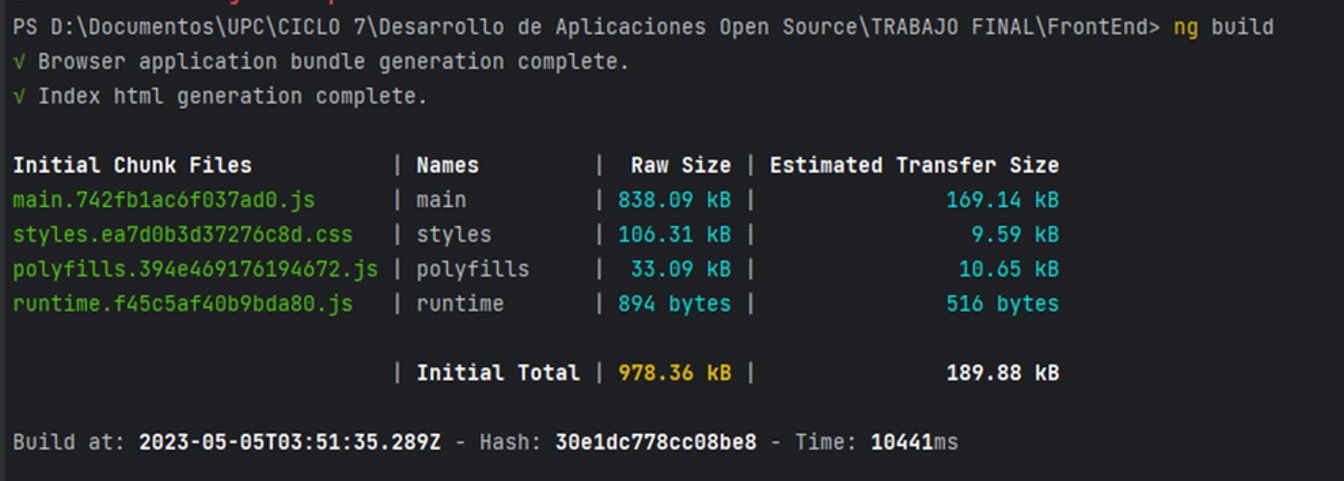 PS D:\Documentos\UPC\CICLO 7\Desarrollo de Aplicaciones Open Source\TRABAJO FINAL\FrontEnd> ng build
√ Browser application bundle generation complete.
√ Index html generation complete.
Initial Chunk Files | Names | Raw Size | Estimated Transfer Size
main.742fb1ac6f037ad0.js | main | 838.09 kB | 169.14 kB
styles.ea7d0b3d37276c8d.css | styles | 106.31 kB | 9.59 kB
polyfills.394e469176194672.js | polyfills | 33.09 kB | 10.65 kB
runtime.f45c5af40b9bda80.js | runtime | 894 bytes | 516 bytes
| Initial Total | 978.36 kB | 189.88 kB
Build at: 2023-05-05T03:51:35.289Z - Hash: 30e1dc778cc08be8 - Time: 10441ms